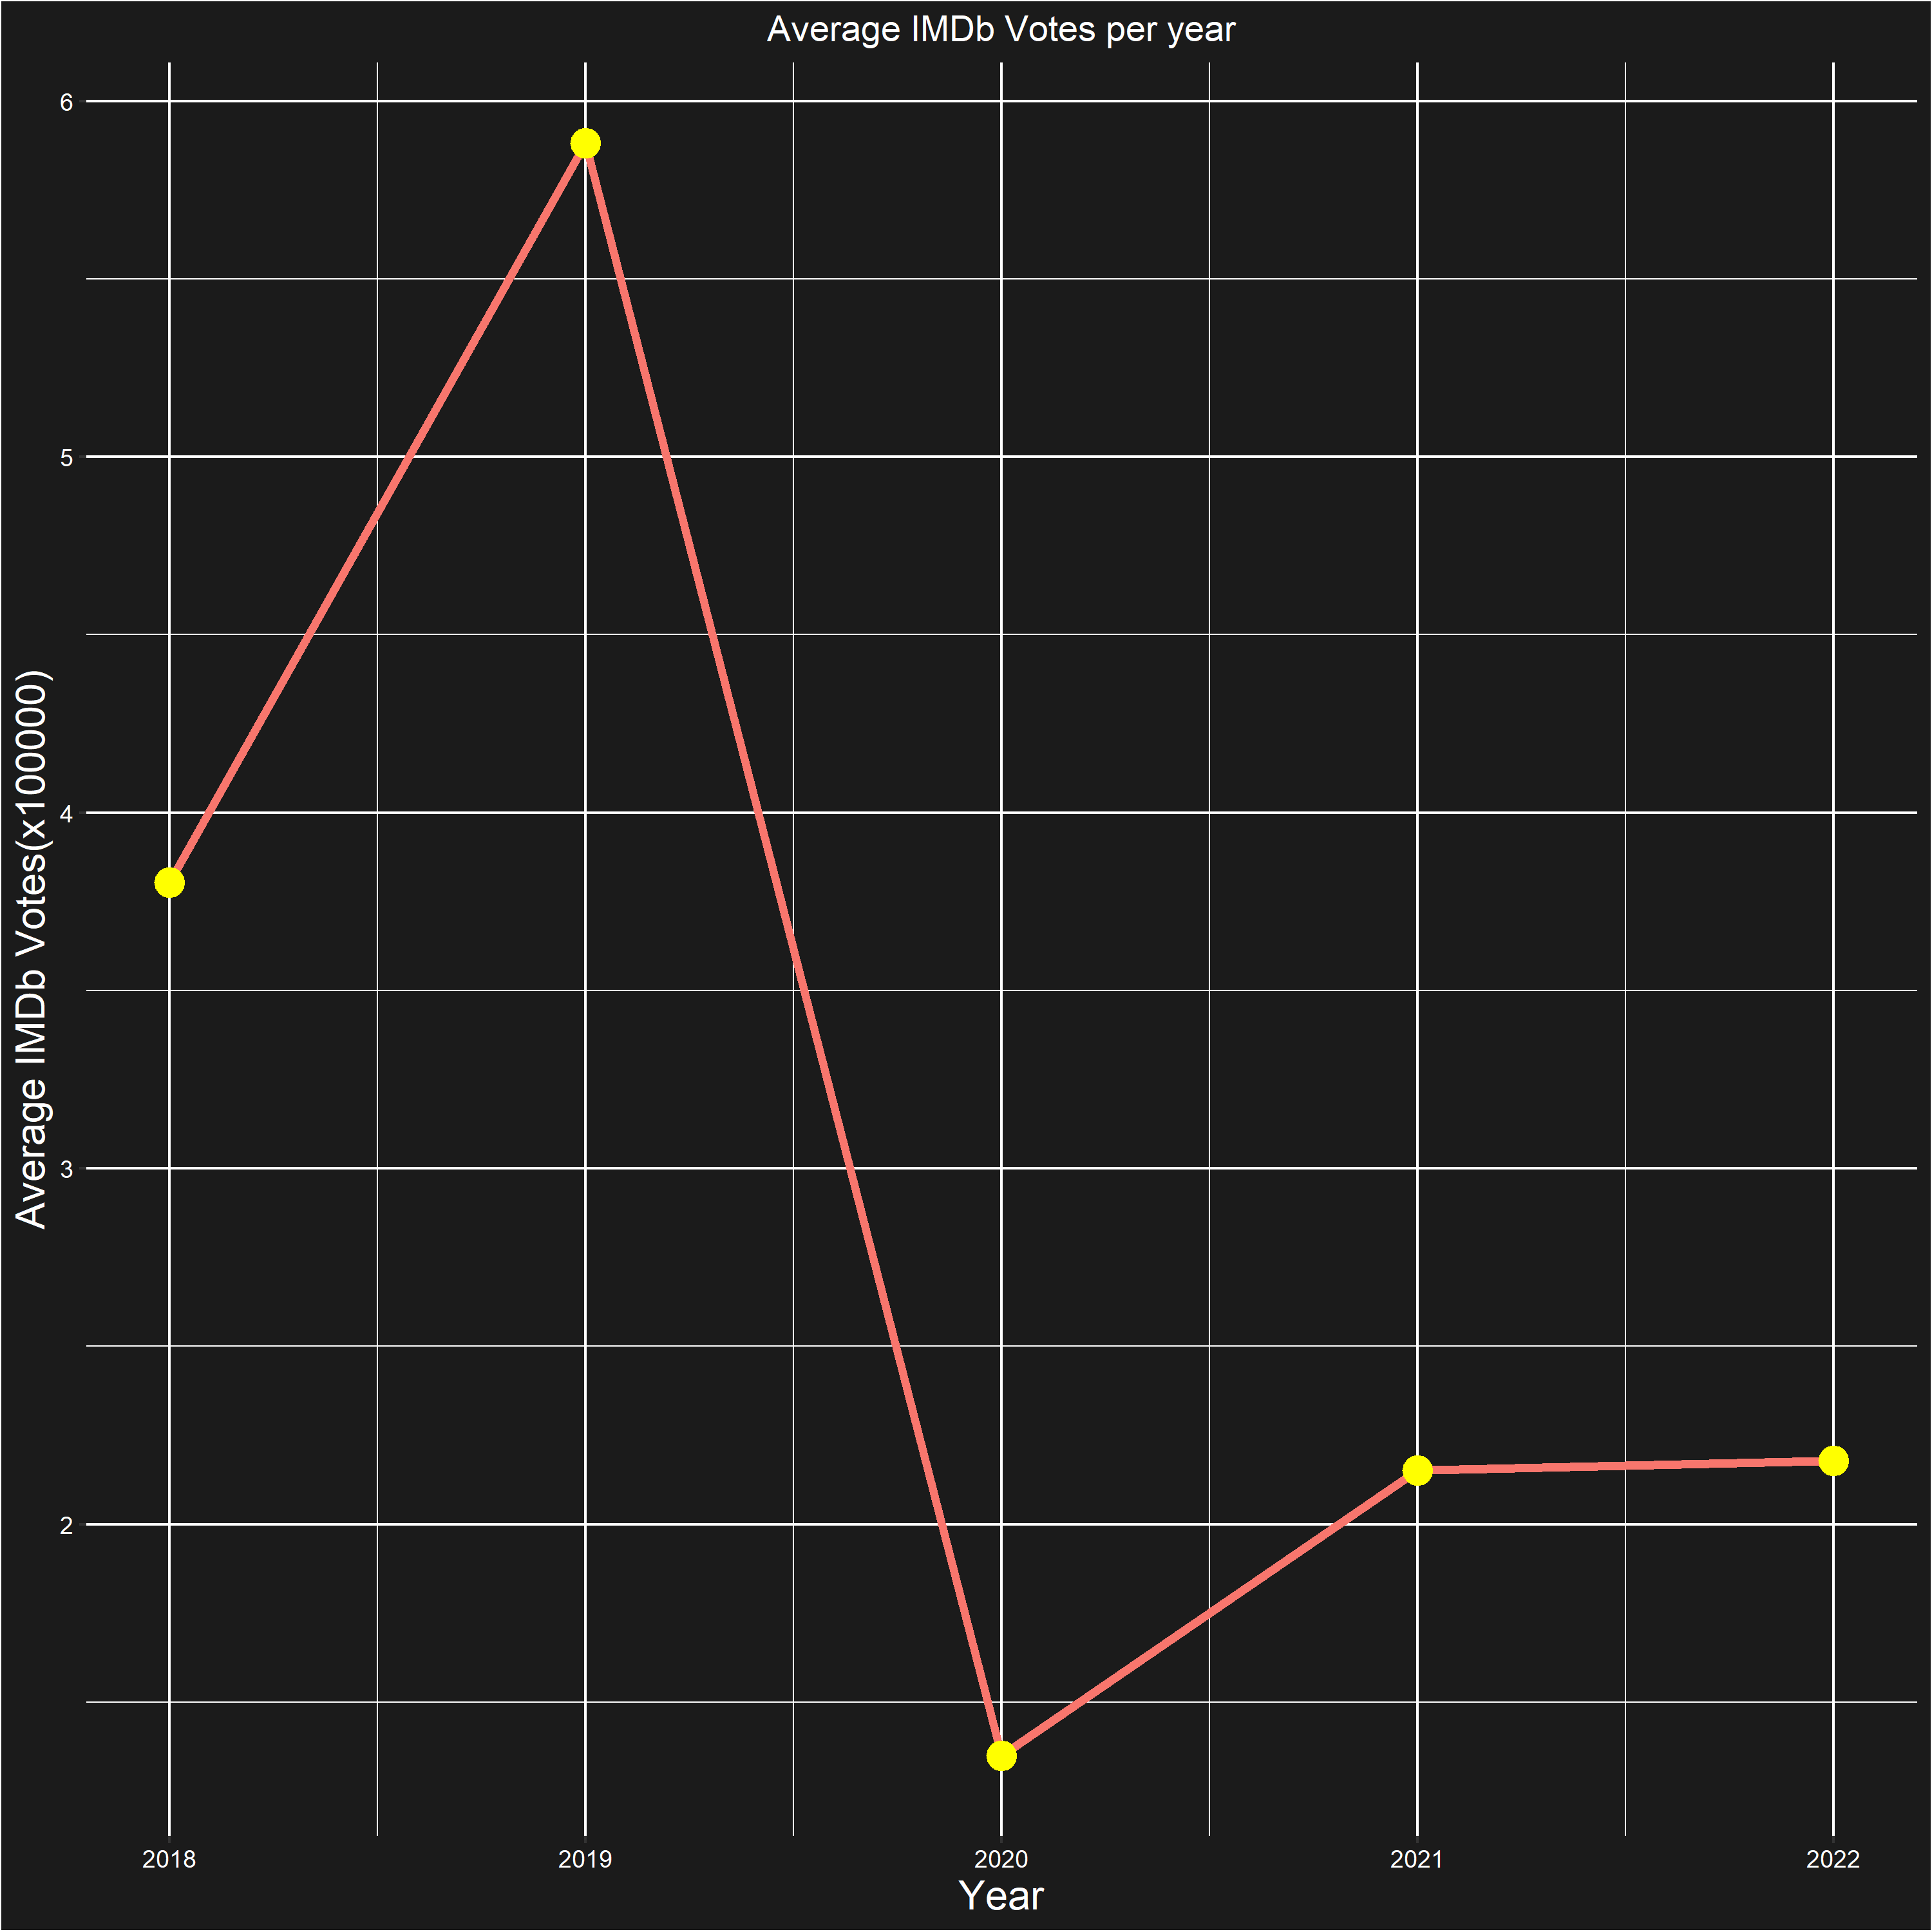 Average IMDb Votes per year
Average IMDb Votes(x100000)
6
5
4
3
2
2018 2019 2020 2021 2022
Year